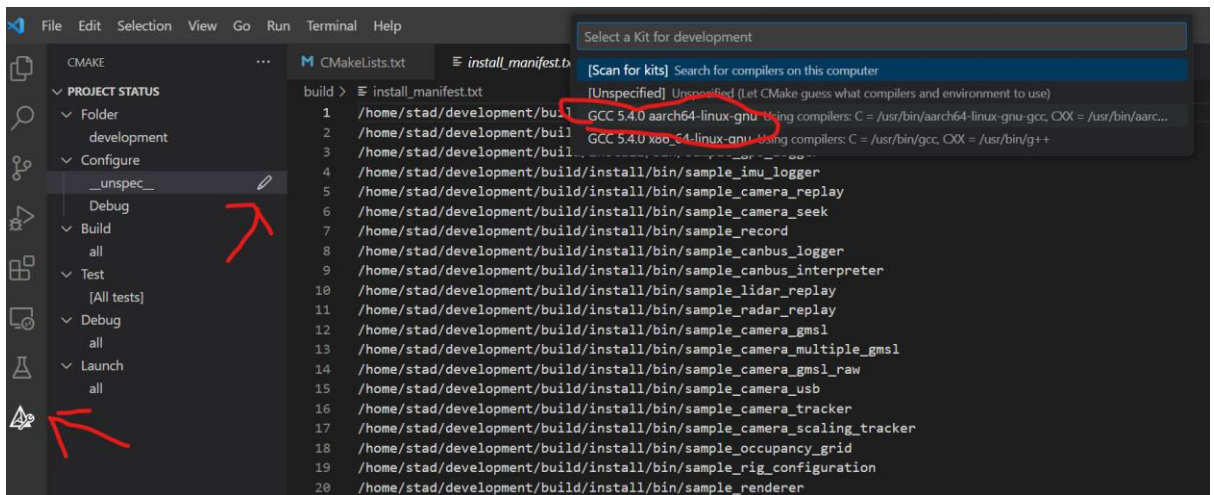 File Edit Selection View Go Run Terminal Help
Select a Kit for development
[Scan for kits] Search for compilers on this computer
[Unspecified] Unspecified (Let CMake guess what compilers and environment to use)
GCC 5.4.0 aarch64-linux-gnu Using compilers: C = /usr/bin/aarch64-linux-gnu-gcc, CXX = /usr/bin/aarc...
GCC 5.4.0 x86_64-linux-gnu Using compilers: C = /usr/bin/gcc, CXX = /usr/bin/g++
CMAKE ...
PROJECT STATUS
Folder
development
Configure
__unspec__
Debug
Build
all
Test
[All tests]
Debug
all
Launch
all
M CMakeLists.txt
install_manifest.tx
build > install_manifest.txt
1 /home/stad/development/buil
2 /home/stad/development/buil
3 /home/stad/development/buil
4 /home/stad/development/build/install/bin/sample_imu_logger
5 /home/stad/development/build/install/bin/sample_camera_replay
6 /home/stad/development/build/install/bin/sample_camera_seek
7 /home/stad/development/build/install/bin/sample_record
8 /home/stad/development/build/install/bin/sample_canbus_logger
9 /home/stad/development/build/install/bin/sample_canbus_interpreter
10 /home/stad/development/build/install/bin/sample_lidar_replay
11 /home/stad/development/build/install/bin/sample_radar_replay
12 /home/stad/development/build/install/bin/sample_camera_gmsl
13 /home/stad/development/build/install/bin/sample_camera_multiple_gmsl
14 /home/stad/development/build/install/bin/sample_camera_gmsl_raw
15 /home/stad/development/build/install/bin/sample_camera_usb
16 /home/stad/development/build/install/bin/sample_camera_tracker
17 /home/stad/development/build/install/bin/sample_camera_scaling_tracker
18 /home/stad/development/build/install/bin/sample_occupancy_grid
19 /home/stad/development/build/install/bin/sample_rig_configuration
20 /home/stad/development/build/install/bin/sample_renderer